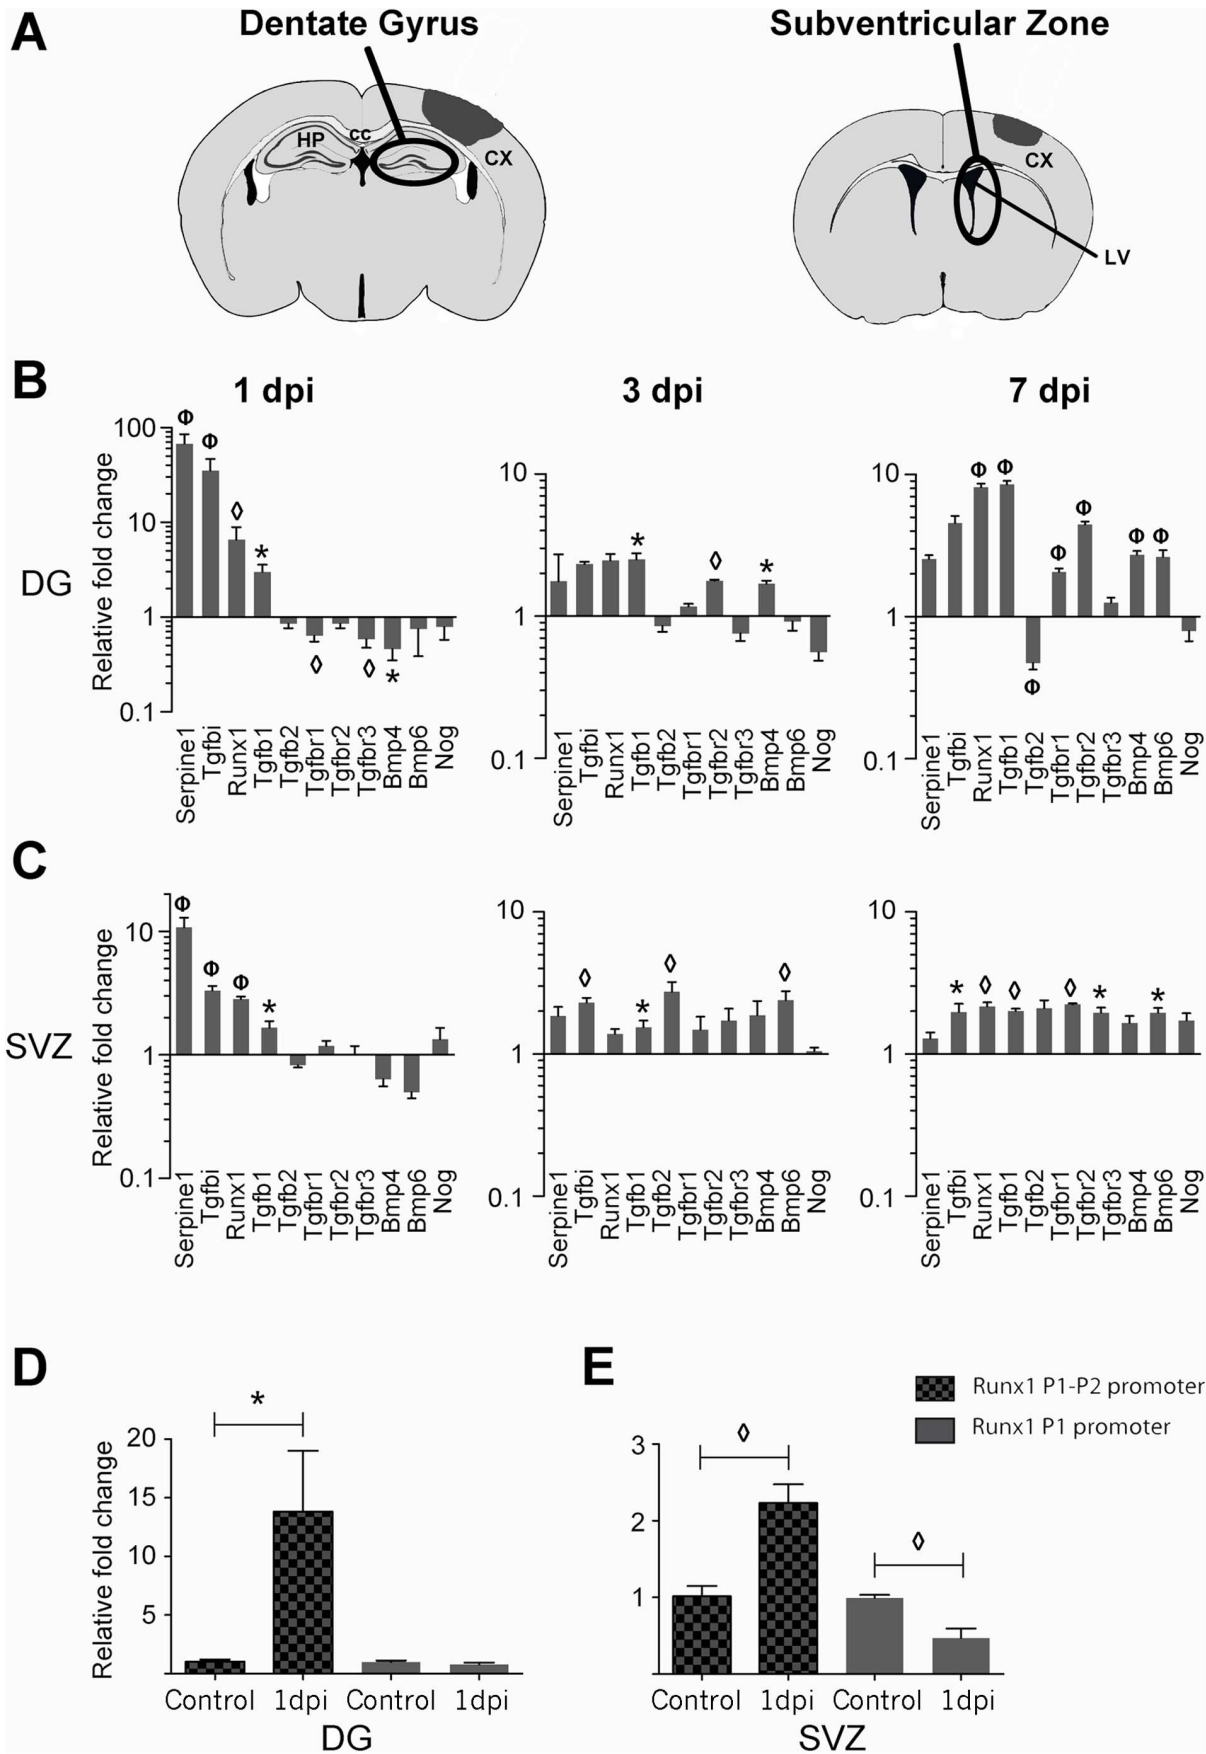 A
Dentate Gyrus
Subventricular Zone
HP
cc
CX
CX
LV
B
1 dpi
3 dpi
7 dpi
DG
Relative fold change
100
10
1
0.1
Φ
Φ
◊
*
◊
◊
*
Serpine1
Tgfbi
Runx1
Tgfb1
Tgfb2
Tgfbr1
Tgfbr2
Tgfbr3
Bmp4
Bmp6
Nog
10
1
0.1
*
◊
*
Serpine1
Tgfbi
Runx1
Tgfb1
Tgfb2
Tgfbr1
Tgfbr2
Tgfbr3
Bmp4
Bmp6
Nog
10
1
0.1
Φ
Φ
Φ
Φ
Φ
Φ
Φ
Serpine1
Tgfbi
Runx1
Tgfb1
Tgfb2
Tgfbr1
Tgfbr2
Tgfbr3
Bmp4
Bmp6
Nog
C
SVZ
Relative fold change
10
1
0.1
Φ
Φ
Φ
*
Serpine1
Tgfbi
Runx1
Tgfb1
Tgfb2
Tgfbr1
Tgfbr2
Tgfbr3
Bmp4
Bmp6
Nog
10
1
0.1
◊
*
◊
◊
Serpine1
Tgfbi
Runx1
Tgfb1
Tgfb2
Tgfbr1
Tgfbr2
Tgfbr3
Bmp4
Bmp6
Nog
10
1
0.1
*
◊
◊
◊
*
*
Serpine1
Tgfbi
Runx1
Tgfb1
Tgfb2
Tgfbr1
Tgfbr2
Tgfbr3
Bmp4
Bmp6
Nog
D
Relative fold change
20
15
10
5
*
Control
1dpi
Control
1dpi
DG
E
Runx1 P1-P2 promoter
Runx1 P1 promoter
3
2
1
◊
◊
Control
1dpi
Control
1dpi
SVZ